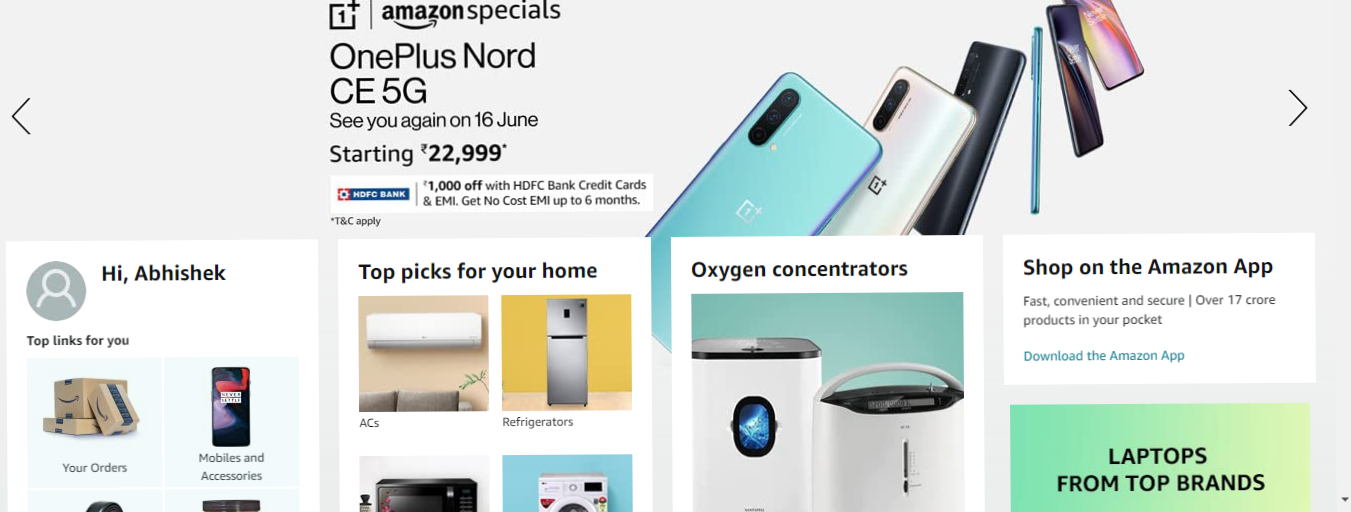 1+ | amazon specials
OnePlus Nord
CE 5G
See you again on 16 June
Starting ₹22,999*
HDFC BANK
₹1,000 off with HDFC Bank Credit Cards
& EMI. Get No Cost EMI up to 6 months.
*T&C apply
Hi, Abhishek
Top links for you
Your Orders
NEVER
SETTLE
Mobiles and
Accessories
Top picks for your home
ACs
Refrigerators
Oxygen concentrators
Shop on the Amazon App
Fast, convenient and secure | Over 17 crore
products in your pocket
Download the Amazon App
LAPTOPS
FROM TOP BRANDS